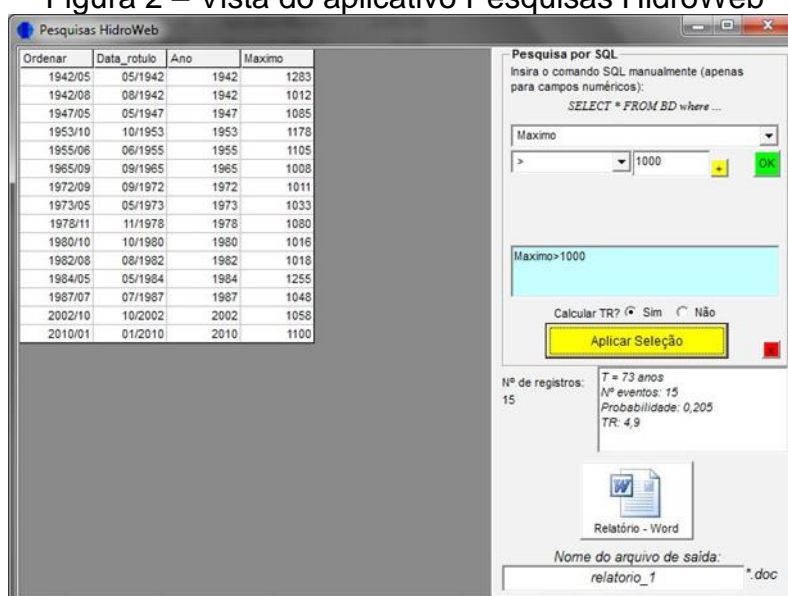 Figura 2 – Vista do aplicativo Pesquisas HidroWeb
Pesquisas HidroWeb
Ordenar Data_rotulo Ano Maximo
1942/05 05/1942 1942 1283
1942/08 08/1942 1942 1012
1947/05 05/1947 1947 1085
1953/10 10/1953 1953 1178
1955/06 06/1955 1955 1105
1965/09 09/1965 1965 1008
1972/09 09/1972 1972 1011
1973/05 05/1973 1973 1033
1978/11 11/1978 1978 1080
1980/10 10/1980 1980 1016
1982/08 08/1982 1982 1018
1984/05 05/1984 1984 1255
1987/07 07/1987 1987 1048
2002/10 10/2002 2002 1058
2010/01 01/2010 2010 1100
Pesquisa por SQL
Insira o comando SQL manualmente (apenas
para campos numéricos):
SELECT * FROM BD where ...
Maximo
> 1000 + OK
Maximo>1000
Calcular TR? Sim Não
Aplicar Seleção
Nº de registros:
15
T = 73 anos
Nº eventos: 15
Probabilidade: 0,205
TR: 4,9
Relatório - Word
Nome do arquivo de saída:
relatorio_1 *.doc